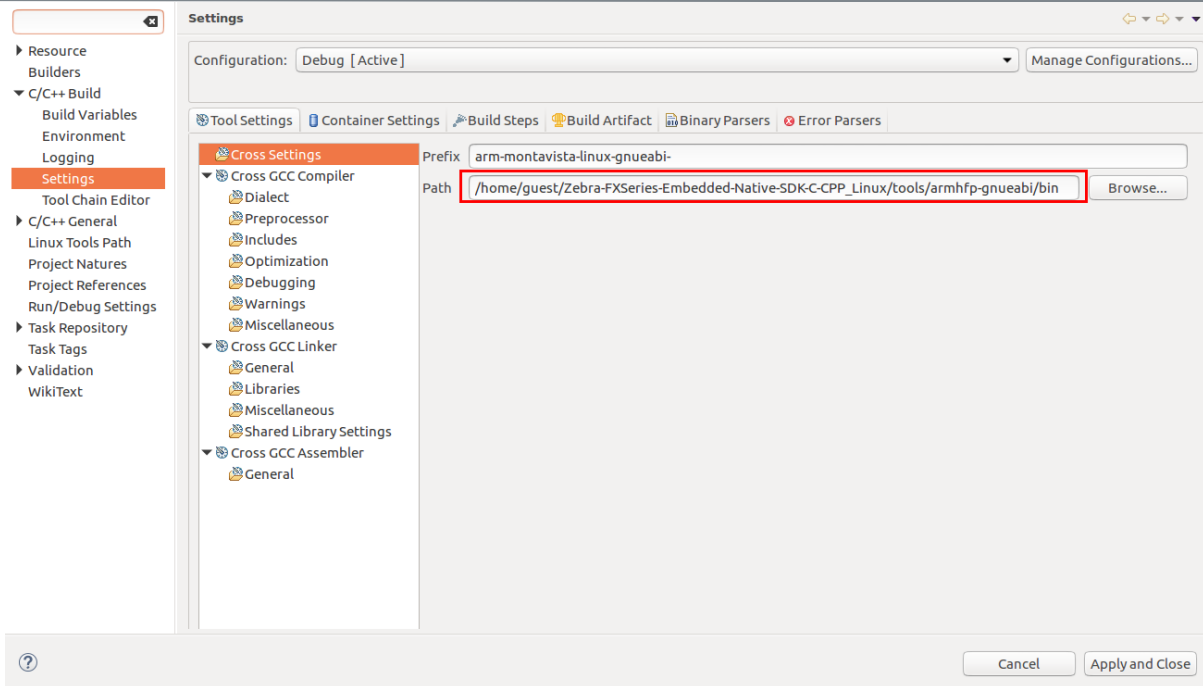 Settings
Resource
Builders
C/C++ Build
Build Variables
Environment
Logging
Settings
Tool Chain Editor
C/C++ General
Linux Tools Path
Project Natures
Project References
Run/Debug Settings
Task Repository
Task Tags
Validation
WikiText
Configuration: Debug [Active] Manage Configurations...
Tool Settings Container Settings Build Steps Build Artifact Binary Parsers Error Parsers
Cross Settings
Cross GCC Compiler
Dialect
Preprocessor
Includes
Optimization
Debugging
Warnings
Miscellaneous
Cross GCC Linker
General
Libraries
Miscellaneous
Shared Library Settings
Cross GCC Assembler
General
Prefix arm-montavista-linux-gnueabi-
Path /home/guest/Zebra-FXSeries-Embedded-Native-SDK-C-CPP_Linux/tools/armhfp-gnueabi/bin Browse...
Cancel Apply and Close